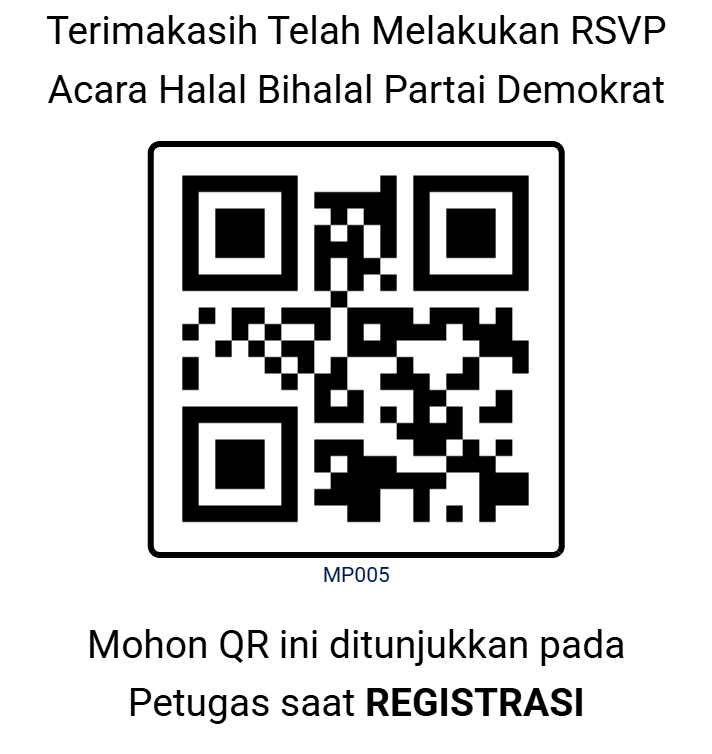 Terimakasih Telah Melakukan RSVP
Acara Halal Bihalal Partai Demokrat
MP005
Mohon QR ini ditunjukkan pada
Petugas saat REGISTRASI